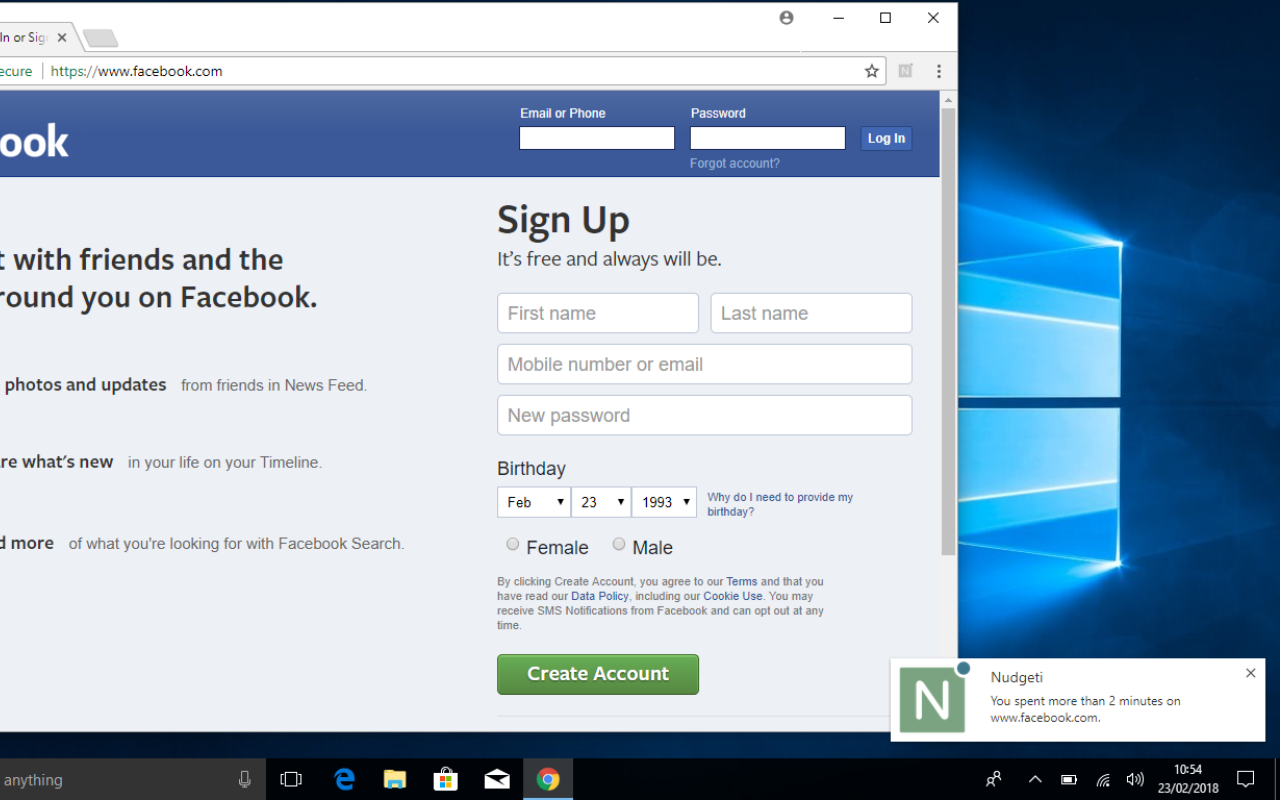 In or Sig
ecure https://www.facebook.com
N
ook
Email or Phone Password
Log In
Forgot account?
Sign Up
It's free and always will be.
t with friends and the
round you on Facebook.
First name Last name
Mobile number or email
New password
photos and updates from friends in News Feed.
re what's new in your life on your Timeline.
d more of what you're looking for with Facebook Search.
Birthday
Feb 23 1993
Why do I need to provide my
birthday?
Female Male
By clicking Create Account, you agree to our Terms and that you
have read our Data Policy, including our Cookie Use. You may
receive SMS Notifications from Facebook and can opt out at any
time.
Create Account
N
Nudgeti
You spent more than 2 minutes on
www.facebook.com.
anything
10:54
23/02/2018